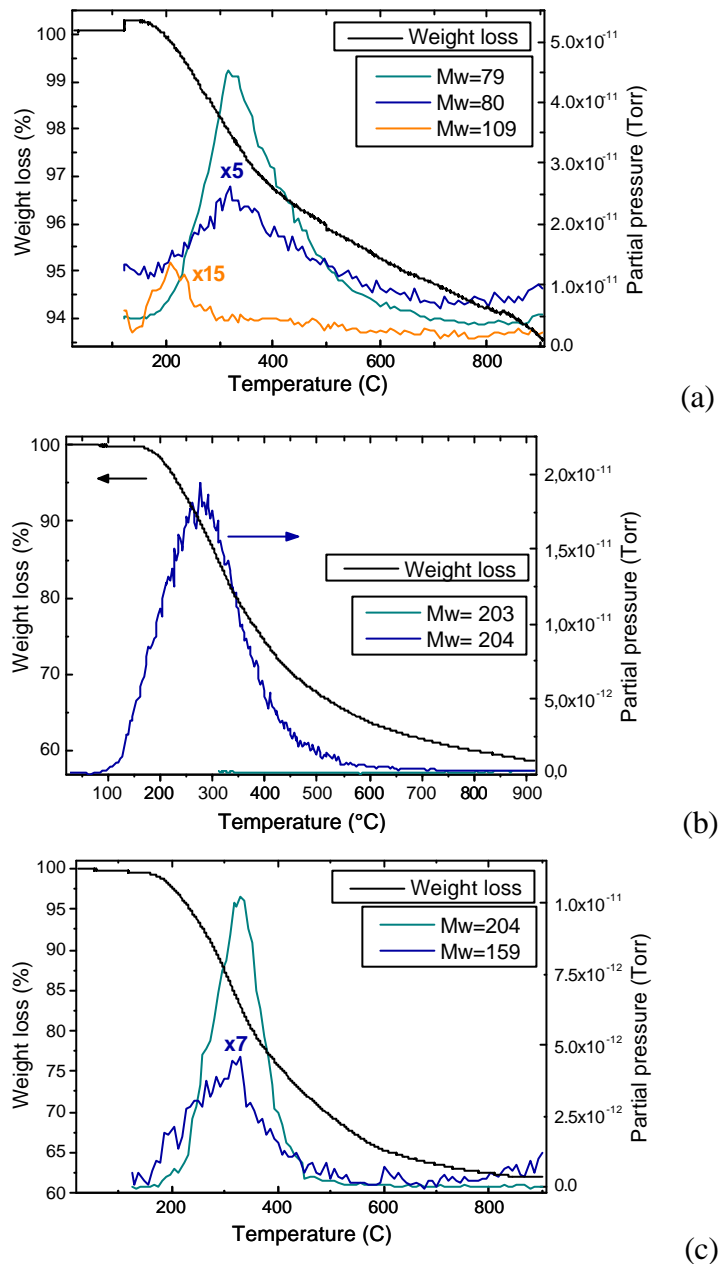 Weight loss
Mw=79
Mw=80
Mw=109
x5
x15
100
99
98
97
96
95
94
Weight loss (%)
5.0x10-11
4.0x10-11
3.0x10-11
2.0x10-11
1.0x10-11
0.0
Partial pressure (Torr)
200 400 600 800
Temperature (C)
(a)
Weight loss
Mw= 203
Mw= 204
100
90
80
70
60
Weight loss (%)
2,0x10-11
1,5x10-11
1,0x10-11
5,0x10-12
0,0
Partial pressure (Torr)
100 200 300 400 500 600 700 800 900
Temperature (°C)
(b)
Weight loss
Mw=204
Mw=159
x7
100
95
90
85
80
75
70
65
60
Weight loss (%)
1.0x10-11
7.5x10-12
5.0x10-12
2.5x10-12
0.0
Partial pressure (Torr)
200 400 600 800
Temperature (C)
(c)